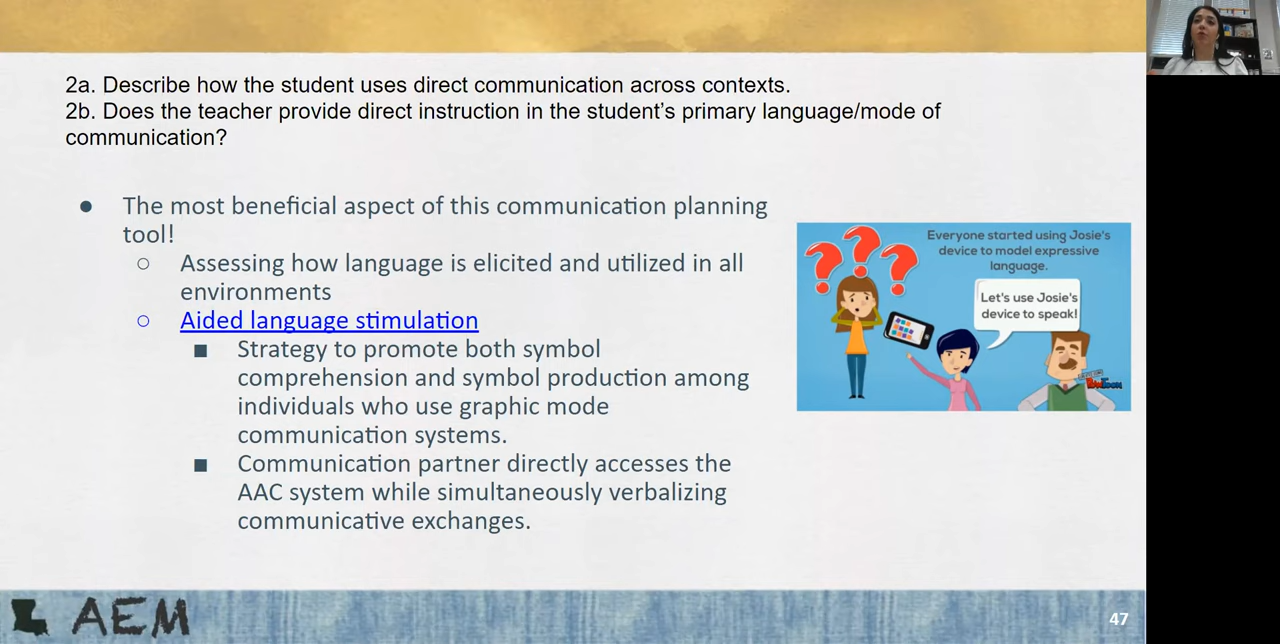 2a. Describe how the student uses direct communication across contexts.
2b. Does the teacher provide direct instruction in the student’s primary language/mode of
communication?
● The most beneficial aspect of this communication planning
tool!
○ Assessing how language is elicited and utilized in all
environments
○ Aided language stimulation
■ Strategy to promote both symbol
comprehension and symbol production among
individuals who use graphic mode
communication systems.
■ Communication partner directly accesses the
AAC system while simultaneously verbalizing
communicative exchanges.
Everyone started using Josie's
device to model expressive
language.
Let's use Josie's
device to speak!
AEM
47